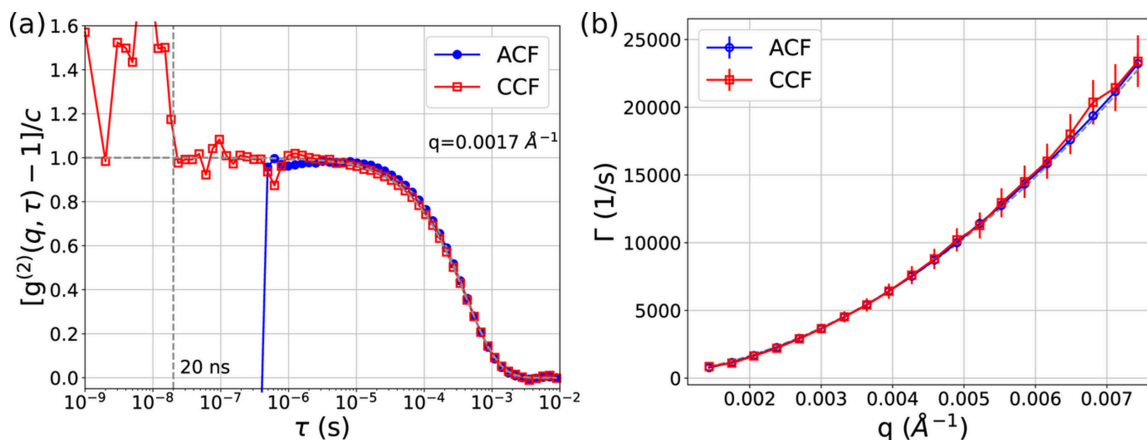 (a)
[g⁽²⁾(q, τ) − 1]/c
1.6
1.4
1.2
1.0
0.8
0.6
0.4
0.2
0.0
ACF
CCF
q=0.0017 Å⁻¹
20 ns
10⁻⁹ 10⁻⁸ 10⁻⁷ 10⁻⁶ 10⁻⁵ 10⁻⁴ 10⁻³ 10⁻²
τ (s)
(b)
Γ (1/s)
25000
20000
15000
10000
5000
0
ACF
CCF
0.002 0.003 0.004 0.005 0.006 0.007
q (Å⁻¹)